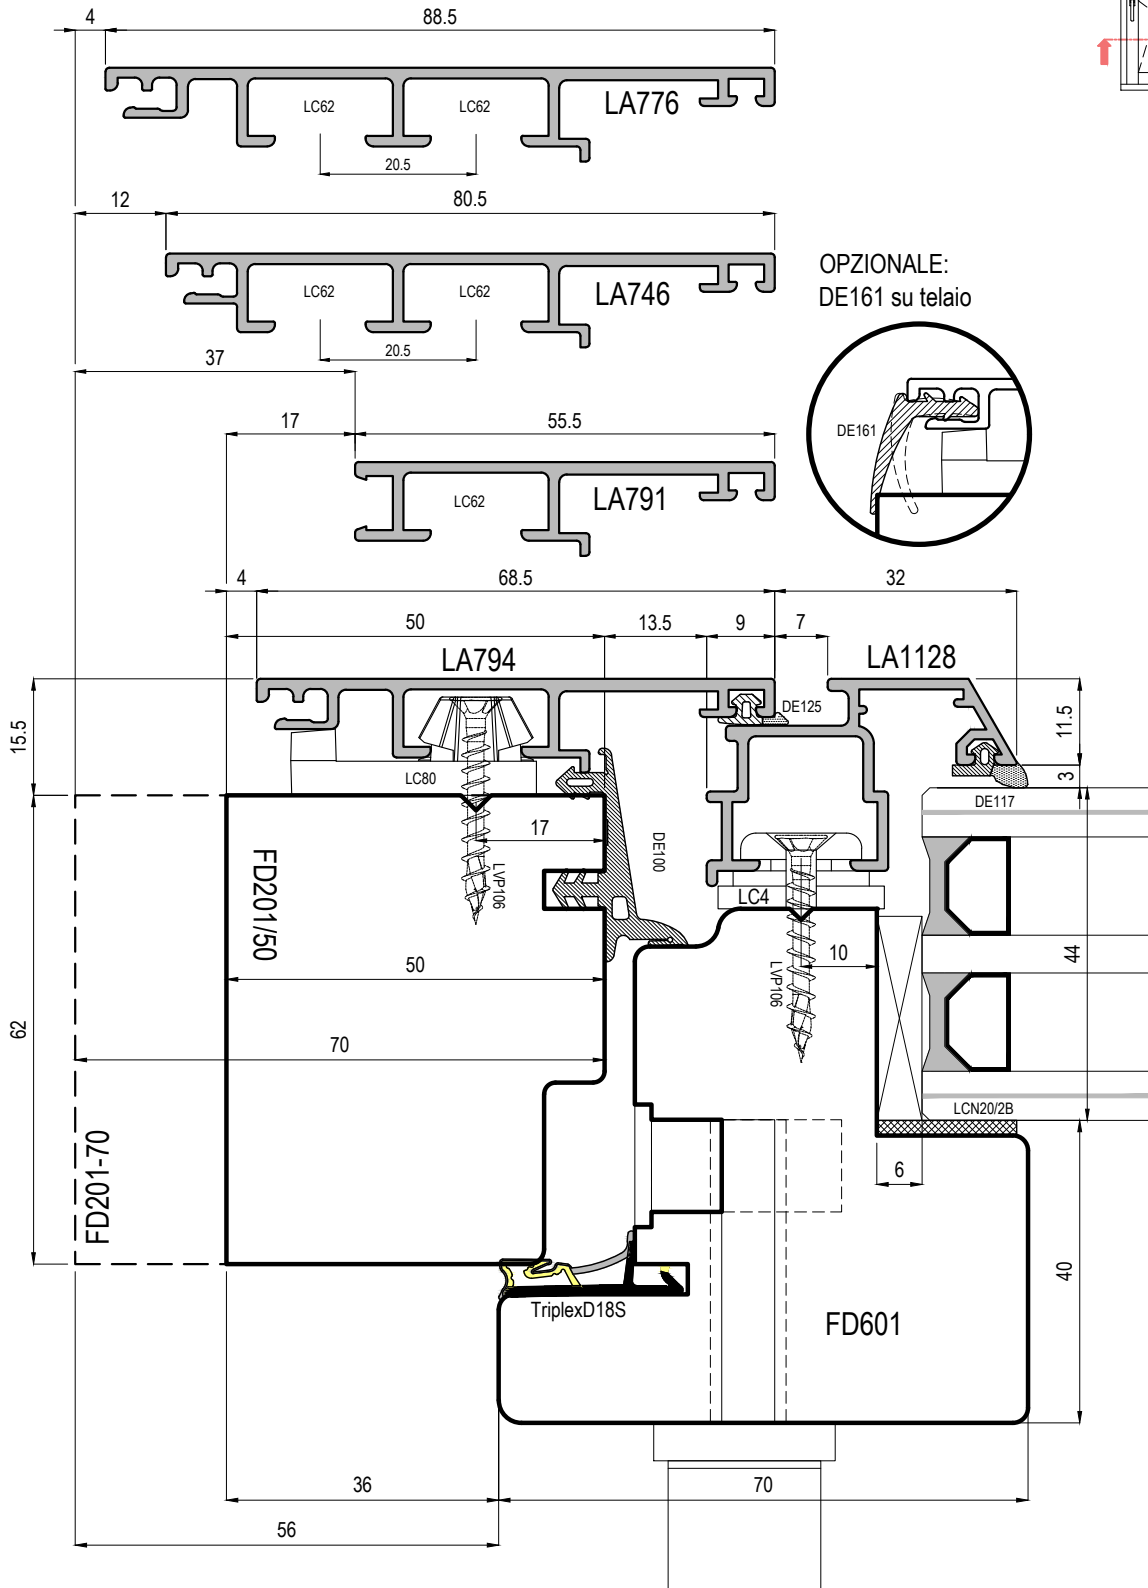 4
88.5
LC62
LC62
LA776
20.5
12
80.5
LC62
LC62
LA746
20.5
OPZIONALE:
DE161 su telaio
DE161
37
17
55.5
LC62
LA791
4
68.5
32
50
13.5
9
7
LA794
LA1128
DE125
15.5
11.5
3
LC80
DE117
17
DE100
LVP106
FD201/50
LC4
10
LVP106
44
50
62
70
LCN20/2B
FD201-70
6
40
TriplexD18S
FD601
36
70
56